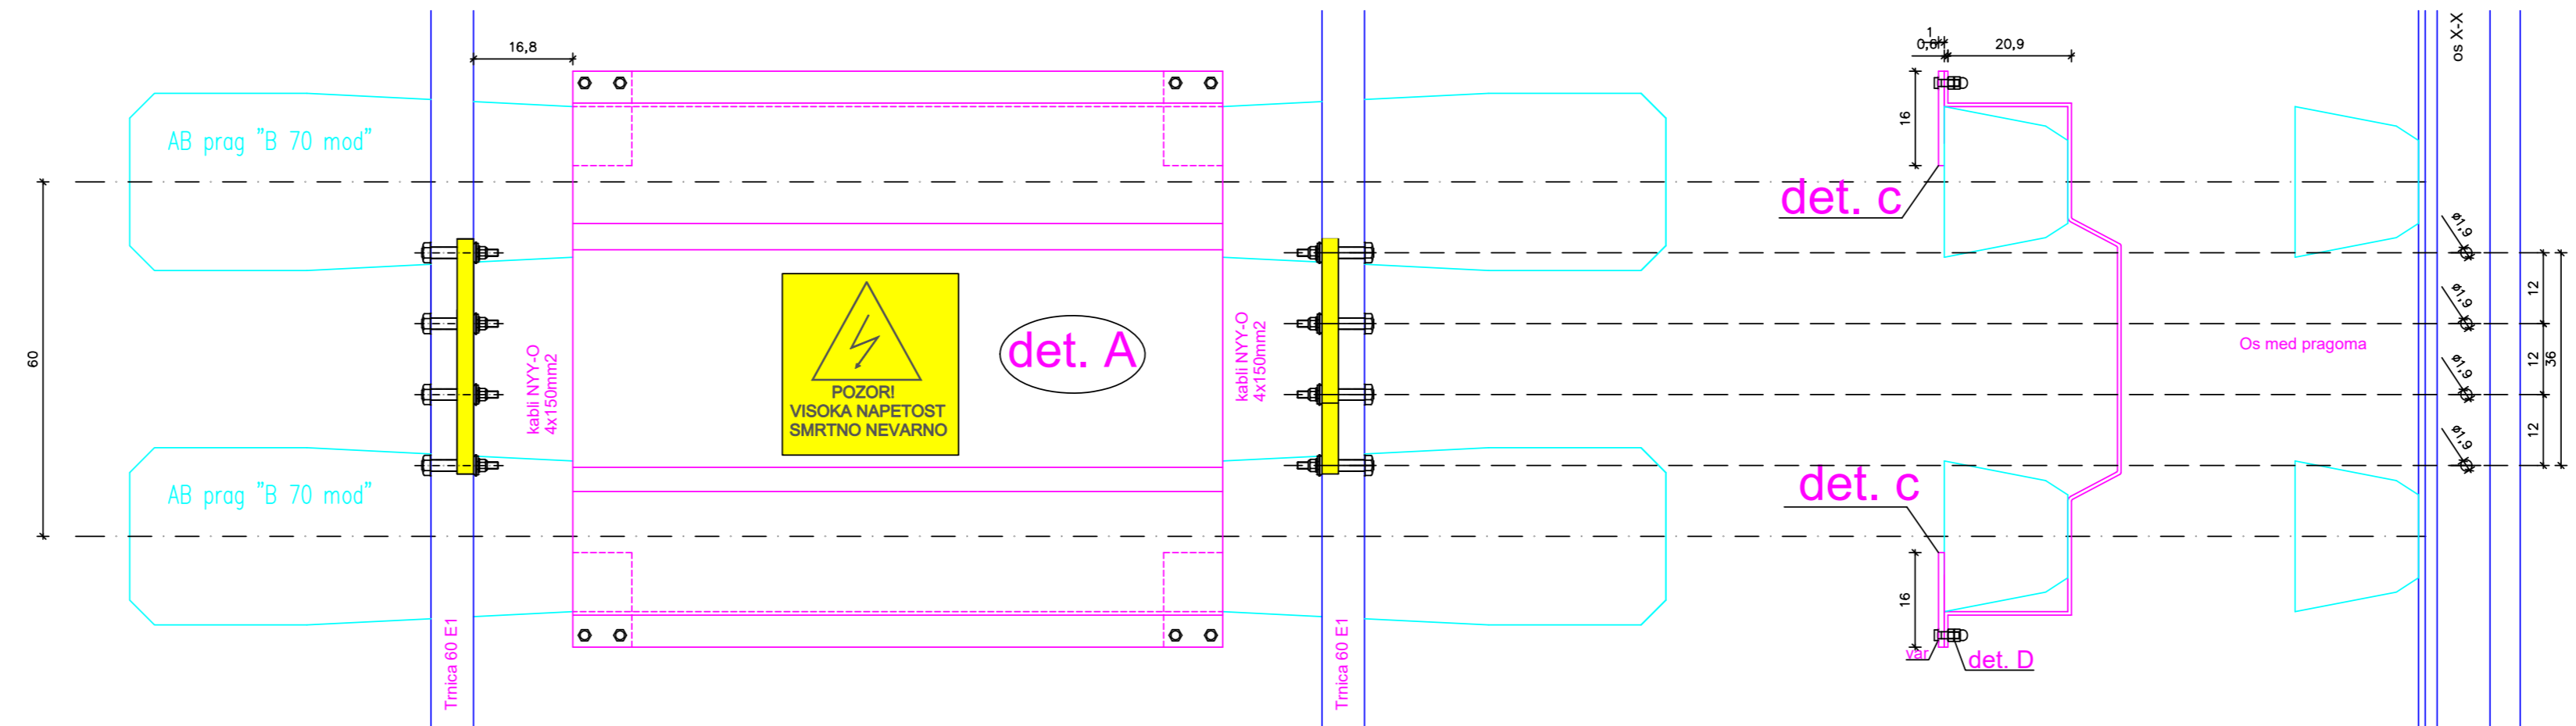 16,8
1
0,6
20,9
os X-X
AB prag "B 70 mod"
16
det. c
60
ø1,9
ø1,9
ø1,9
ø1,9
12
12
12
36
kabli NYY-O
4x150mm2
POZOR!
VISOKA NAPETOST
SMRTNO NEVARNO
det. A
kabli NYY-O
4x150mm2
Os med pragoma
AB prag "B 70 mod"
det. c
16
Trnica 60 E1
Trnica 60 E1
var
det. D